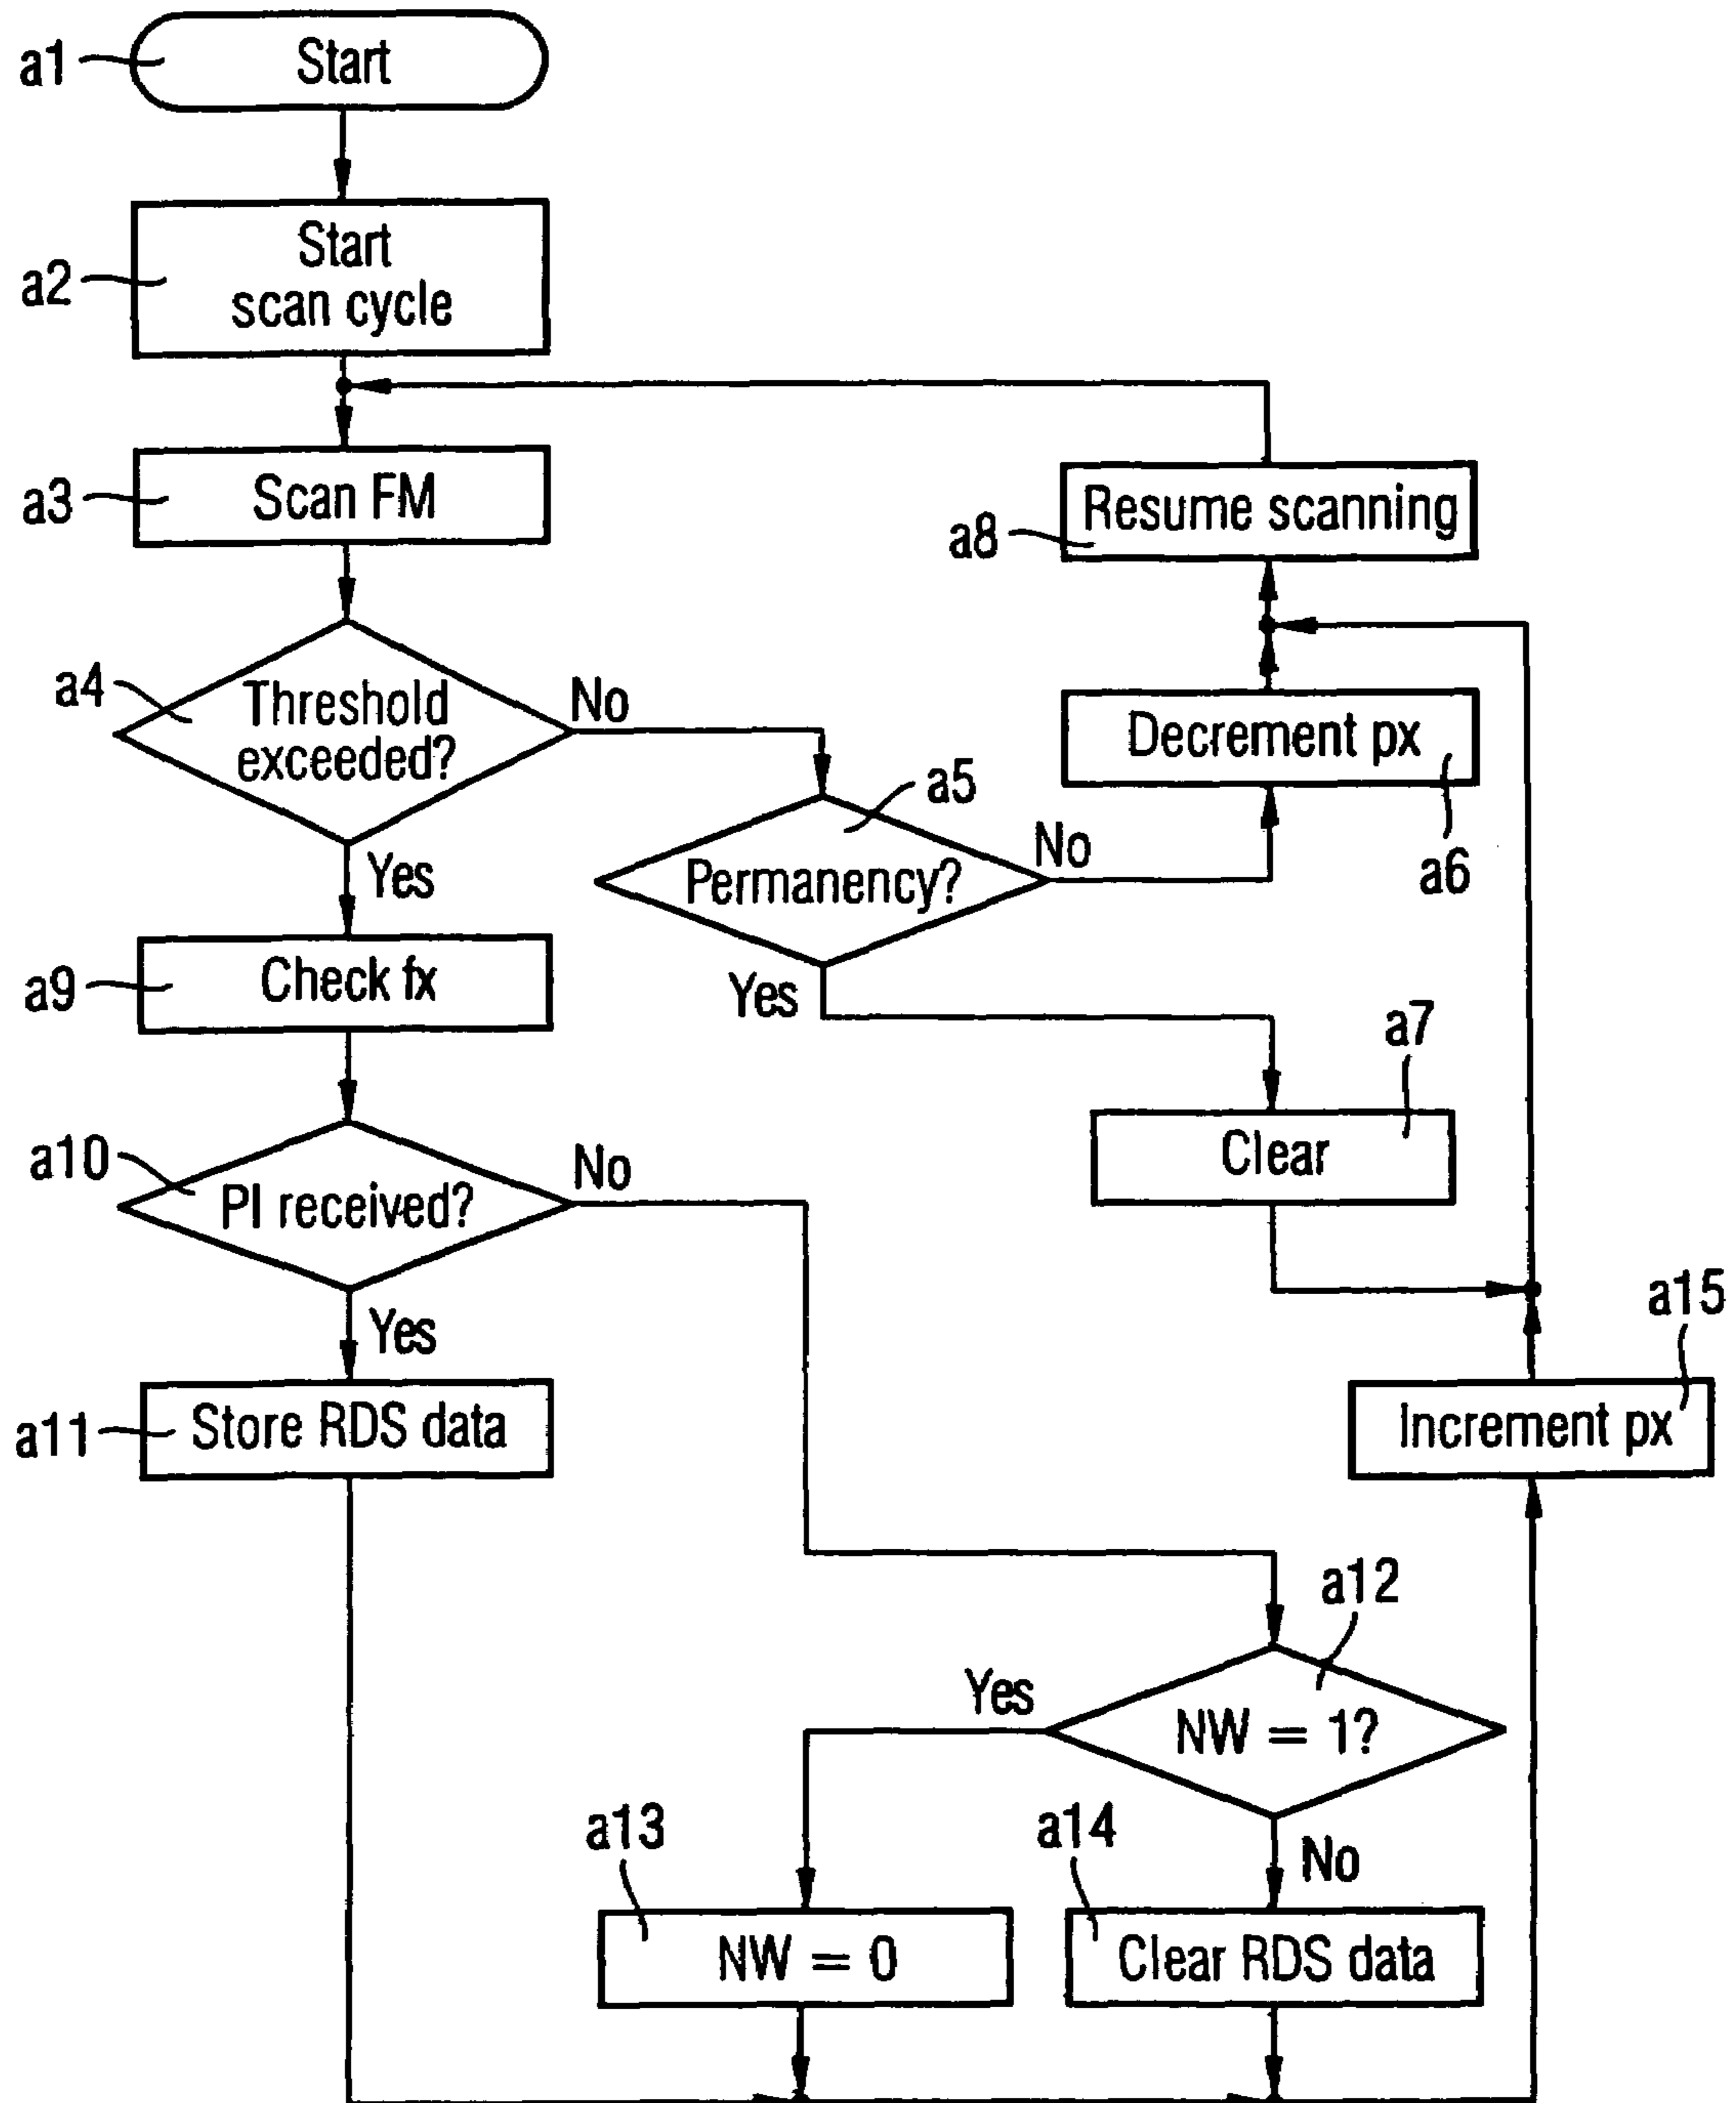 a1
Start
a2
Start
scan cycle
a3
Scan FM
a8
Resume scanning
a4
Threshold
exceeded?
No
Yes
a5
Permanency?
No
Yes
Decrement px
a6
a9
Check fx
a7
Clear
a10
PI received?
No
Yes
a11
Store RDS data
a15
Increment px
a12
NW = 1?
Yes
No
a13
NW = 0
a14
Clear RDS data